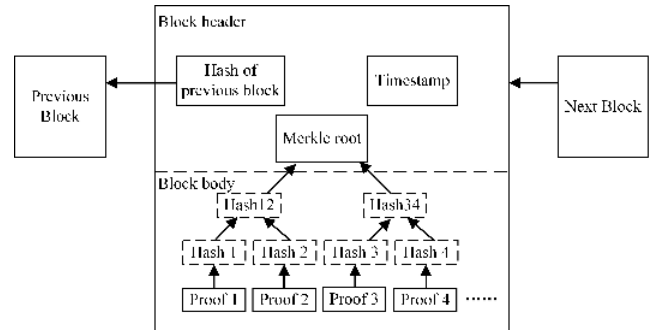 Block header
Hash of
previous block
Timestamp
Previous
Block
Next Block
Merkle root
Block body
Hash12
Hash34
Hash 1
Hash 2
Hash 3
Hash 4
Proof 1
Proof 2
Proof 3
Proof 4
······